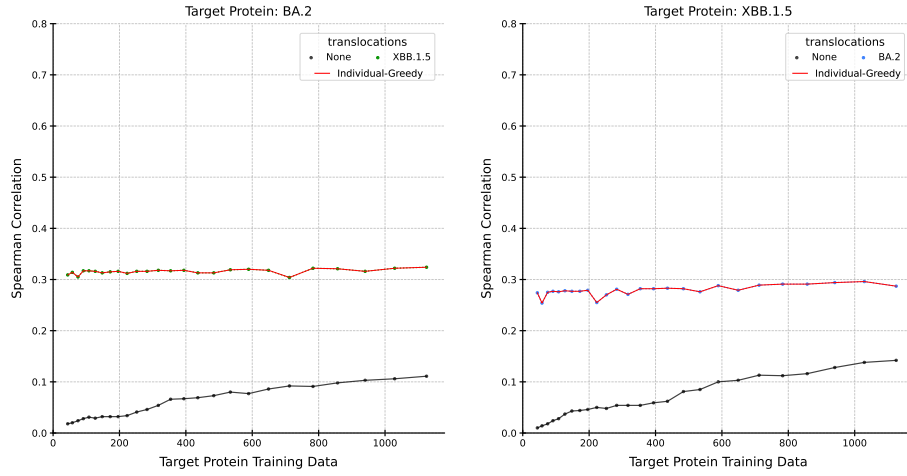 Target Protein: BA.2
translocations
None XBB.1.5
Individual-Greedy
Spearman Correlation
0.8
0.7
0.6
0.5
0.4
0.3
0.2
0.1
0.0
0 200 400 600 800 1000
Target Protein Training Data
Target Protein: XBB.1.5
translocations
None BA.2
Individual-Greedy
Spearman Correlation
0.8
0.7
0.6
0.5
0.4
0.3
0.2
0.1
0.0
0 200 400 600 800 1000
Target Protein Training Data